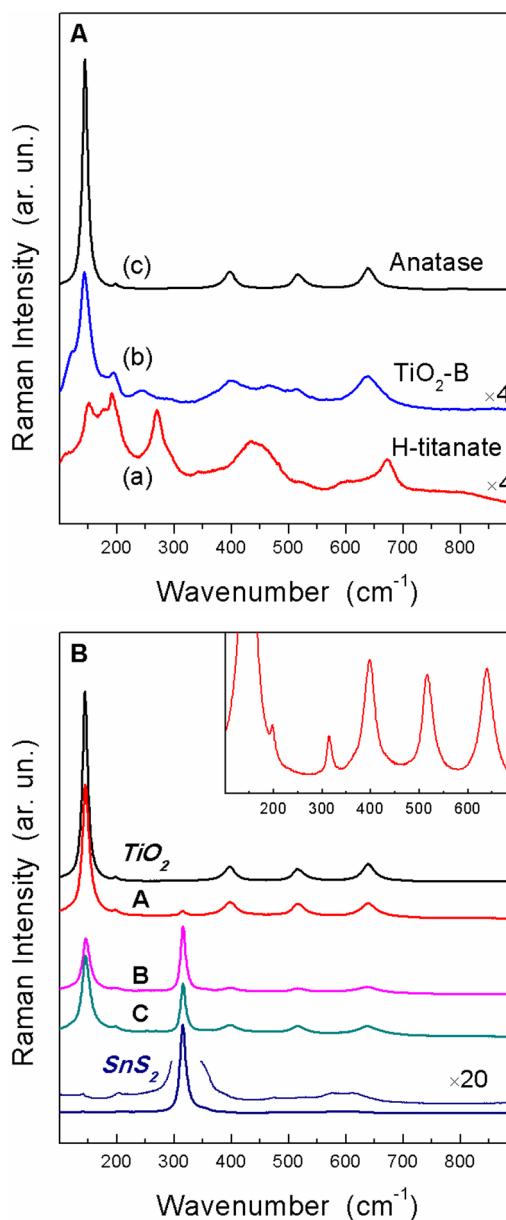 A
Raman Intensity (ar. un.)
(c)
Anatase
(b)
TiO2-B
×4
H-titanate
(a)
×4
200 300 400 500 600 700 800
Wavenumber (cm-1)
B
Raman Intensity (ar. un.)
200 300 400 500 600
TiO2
A
B
C
SnS2
×20
200 300 400 500 600 700 800
Wavenumber (cm-1)